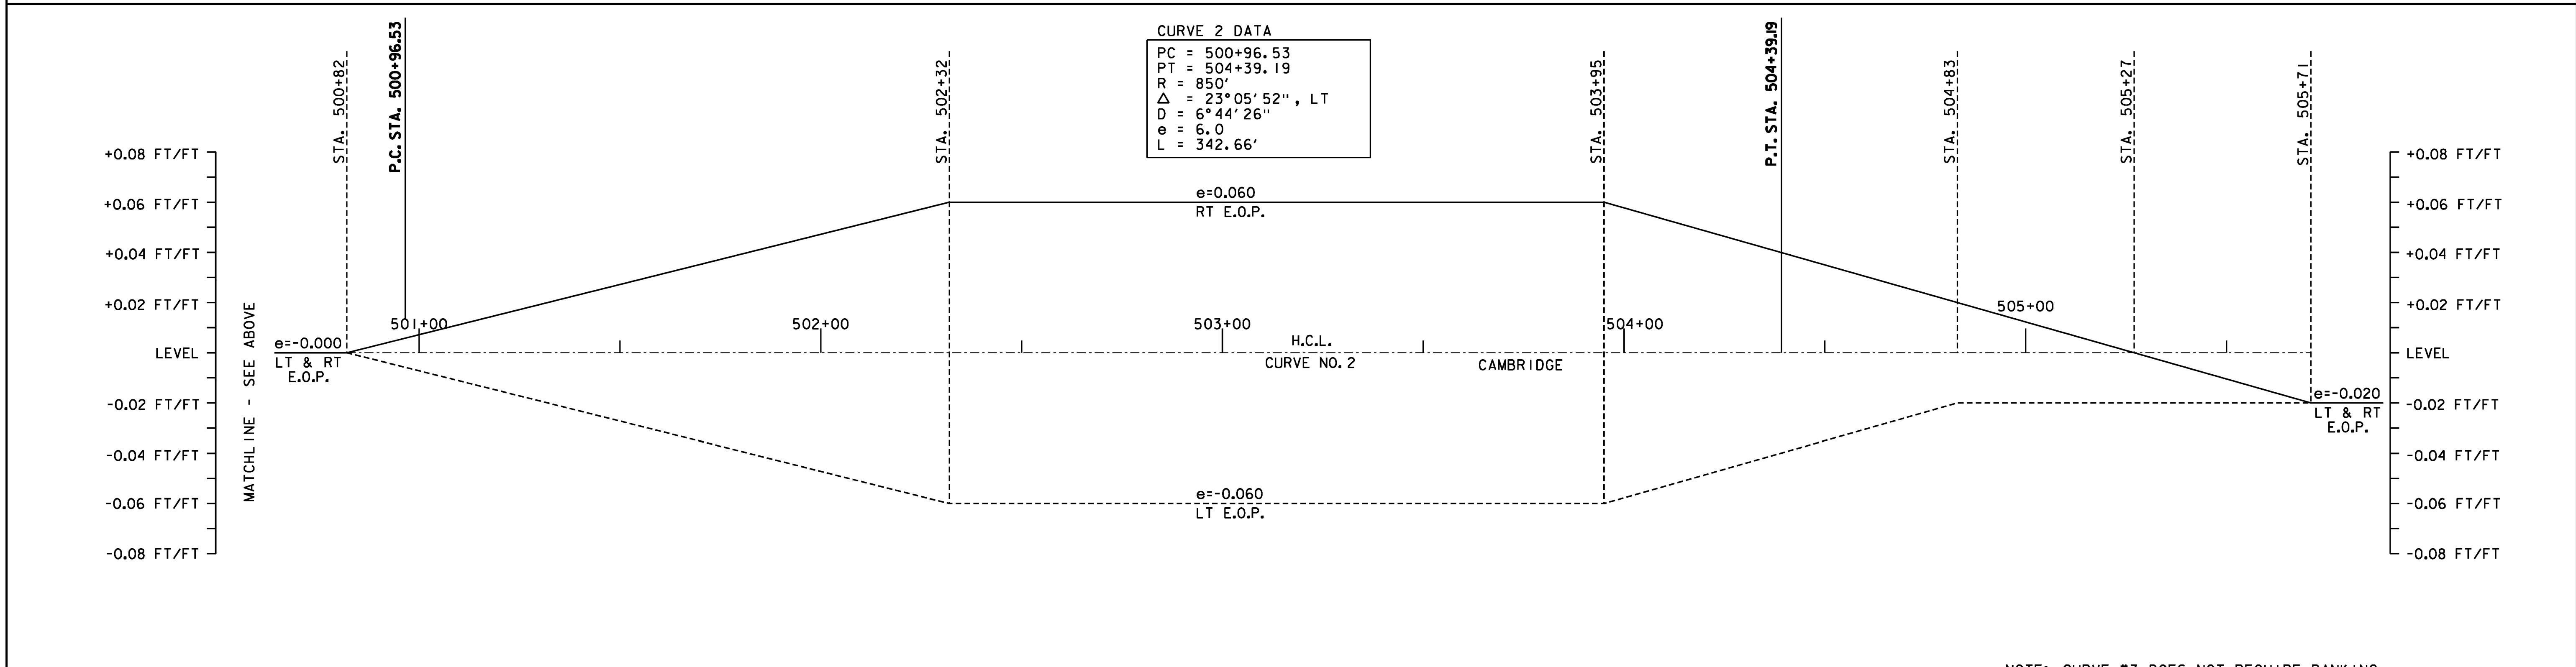 CURVE 2 DATA
PC = 500+96.53
PT = 504+39.19
R = 850'
△ = 23°05'52", LT
D = 6°44'26"
e = 6.0
L = 342.66'
STA. 500+82
P.C. STA. 500+96.53
STA. 502+32
STA. 503+95
P.T. STA. 504+39.19
STA. 504+83
STA. 505+27
STA. 505+71
+0.08 FT/FT
+0.06 FT/FT
+0.04 FT/FT
+0.02 FT/FT
LEVEL
-0.02 FT/FT
-0.04 FT/FT
-0.06 FT/FT
-0.08 FT/FT
MATCHLINE - SEE ABOVE
e=-0.000
LT & RT
E.O.P.
501+00
502+00
503+00
504+00
505+00
e=0.060
RT E.O.P.
H.C.L.
CURVE NO. 2
CAMBRIDGE
e=-0.060
LT E.O.P.
e=-0.020
LT & RT
E.O.P.
+0.08 FT/FT
+0.06 FT/FT
+0.04 FT/FT
+0.02 FT/FT
LEVEL
-0.02 FT/FT
-0.04 FT/FT
-0.06 FT/FT
-0.08 FT/FT
NOTE: CURVE #3 DOES NOT REQUIRE BANKING